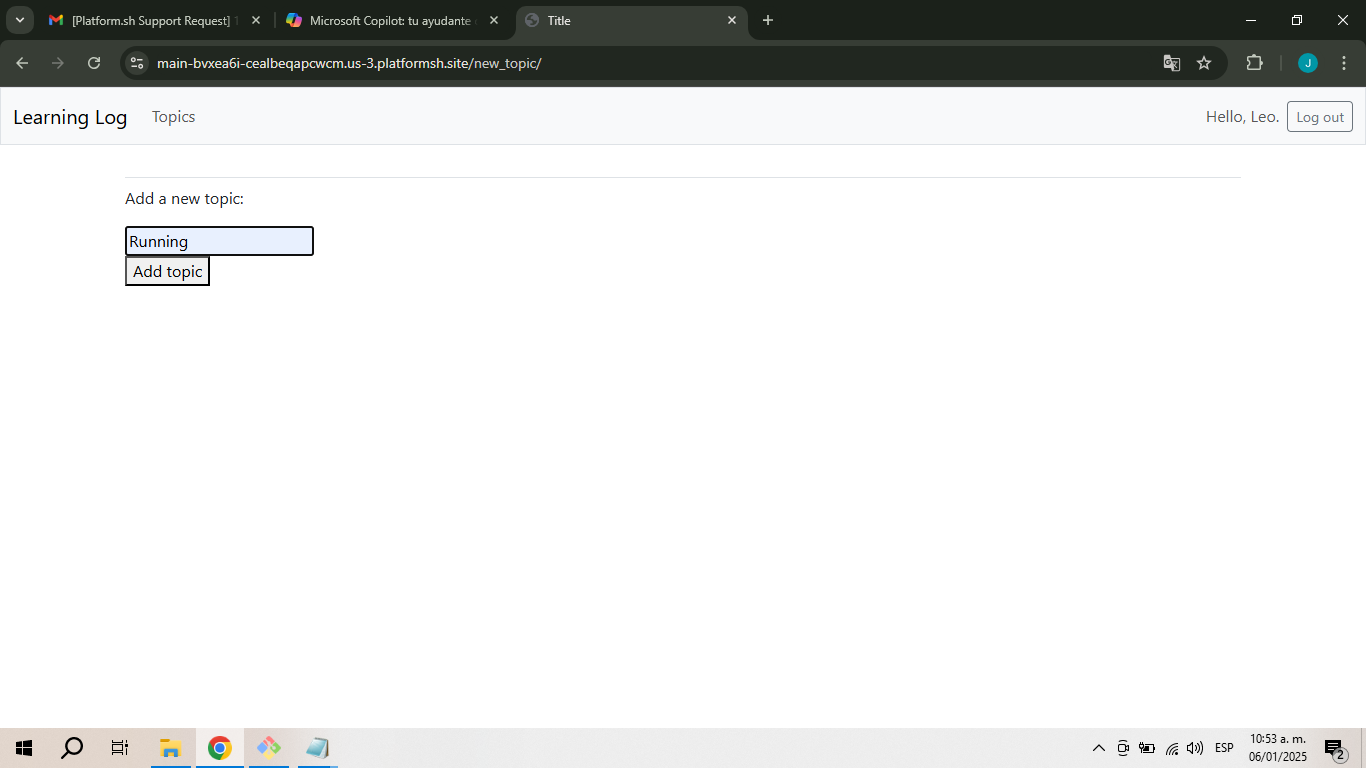 [Platform.sh Support Request]
Microsoft Copilot: tu ayudante
Title
main-bvxea6i-cealbeqapcwcm.us-3.platformsh.site/new_topic/
J
Learning Log
Topics
Hello, Leo.
Log out
Add a new topic:
Running
Add topic
ESP
10:53 a. m.
06/01/2025
2